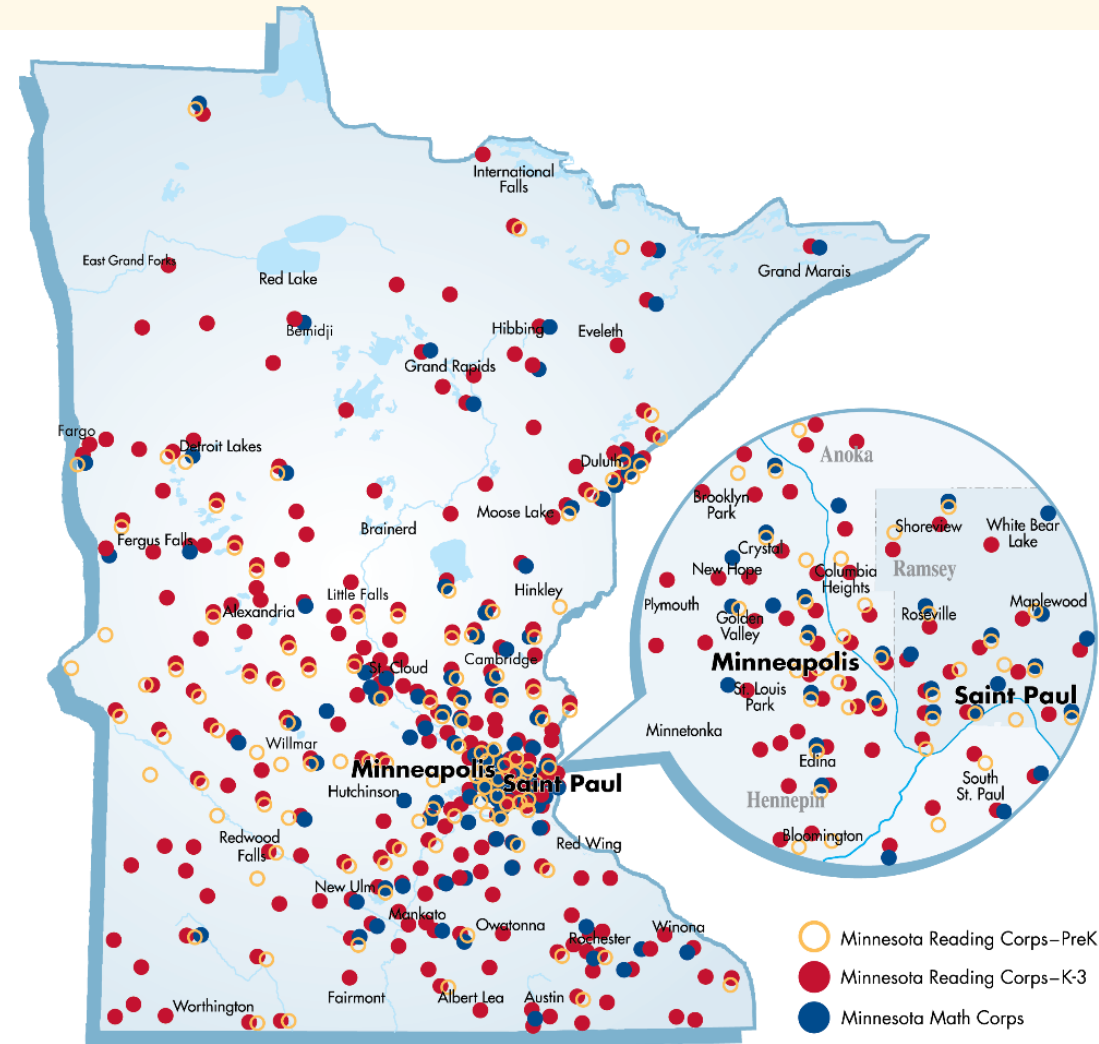 International
Falls
East Grand Forks
Red Lake
Grand Marais
Bemidji
Hibbing
Eveleth
Grand Rapids
Fargo
Detroit Lakes
Duluth
Moose Lake
Brainerd
Fergus Falls
Hinkley
Little Falls
Alexandria
St. Cloud
Cambridge
Willmar
Minneapolis
Saint Paul
Hutchinson
Redwood
Falls
Red Wing
New Ulm
Mankato
Owatonna
Winona
Rochester
Worthington
Fairmont
Albert Lea
Austin
Anoka
Brooklyn
Park
Shoreview
White Bear
Lake
Crystal
New Hope
Columbia
Heights
Ramsey
Plymouth
Golden
Valley
Roseville
Maplewood
Minneapolis
St. Louis
Park
Saint Paul
Minnetonka
Edina
South
St. Paul
Hennepin
Bloomington
Minnesota Reading Corps–PreK
Minnesota Reading Corps–K-3
Minnesota Math Corps